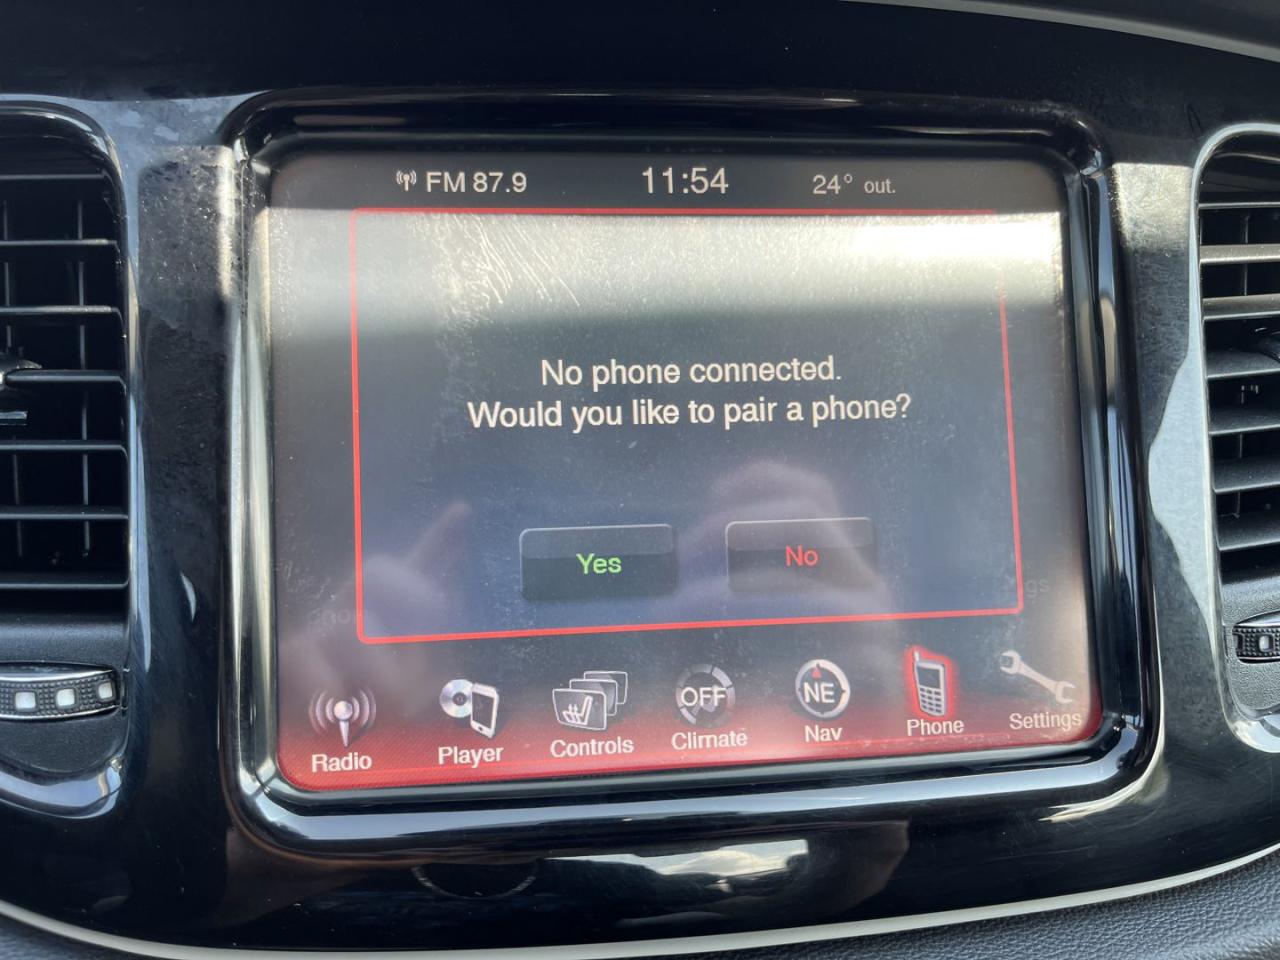 FM 87.9 11:54 24° out.
No phone connected.
Would you like to pair a phone?
Yes No
OFF NE
Radio Player Controls Climate Nav Phone Settings